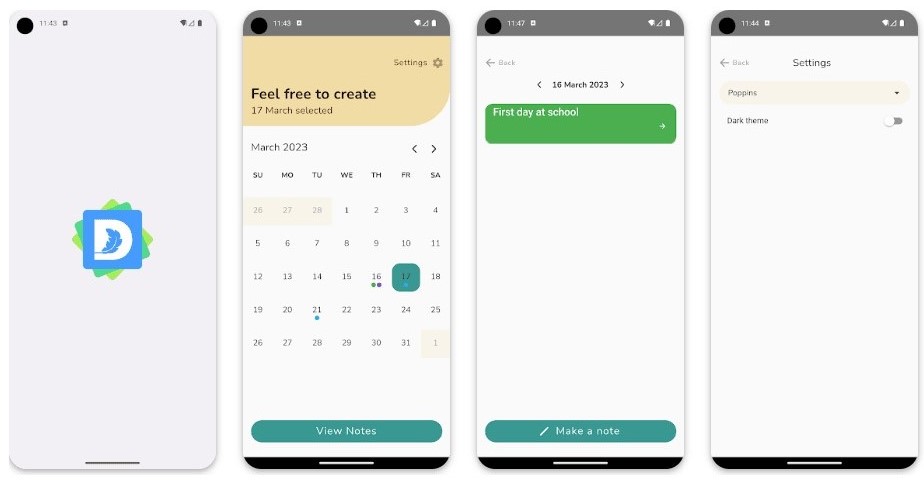 11:43
D
11:43
Settings
Feel free to create
17 March selected
March 2023
SU MO TU WE TH FR SA
26 27 28 1 2 3 4
5 6 7 8 9 10 11
12 13 14 15 16 17 18
19 20 21 22 23 24 25
26 27 28 29 30 31 1
View Notes
11:47
Back
16 March 2023
First day at school
Make a note
11:44
Back Settings
Poppins
Dark theme